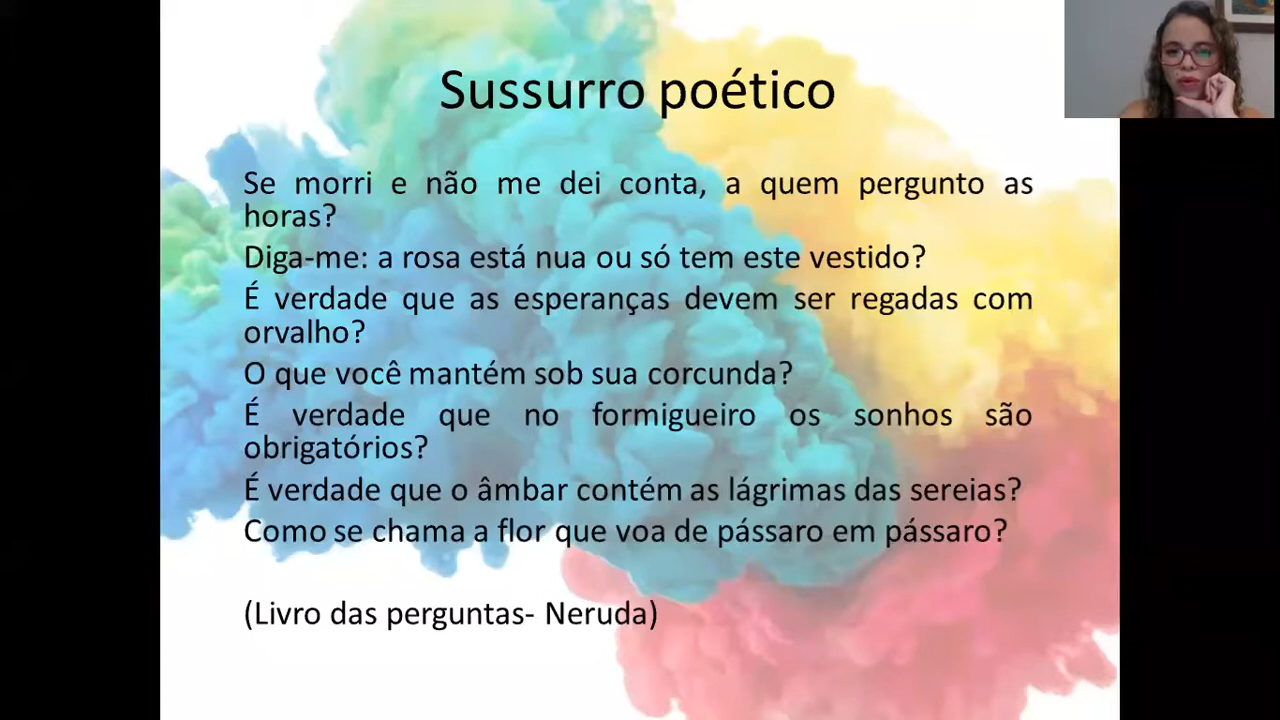 Sussurro poético
Se morri e não me dei conta, a quem pergunto as
horas?
Diga-me: a rosa está nua ou só tem este vestido?
É verdade que as esperanças devem ser regadas com
orvalho?
O que você mantém sob sua corcunda?
É verdade que no formigueiro os sonhos são
obrigatórios?
É verdade que o âmbar contém as lágrimas das sereias?
Como se chama a flor que voa de pássaro em pássaro?
(Livro das perguntas- Neruda)